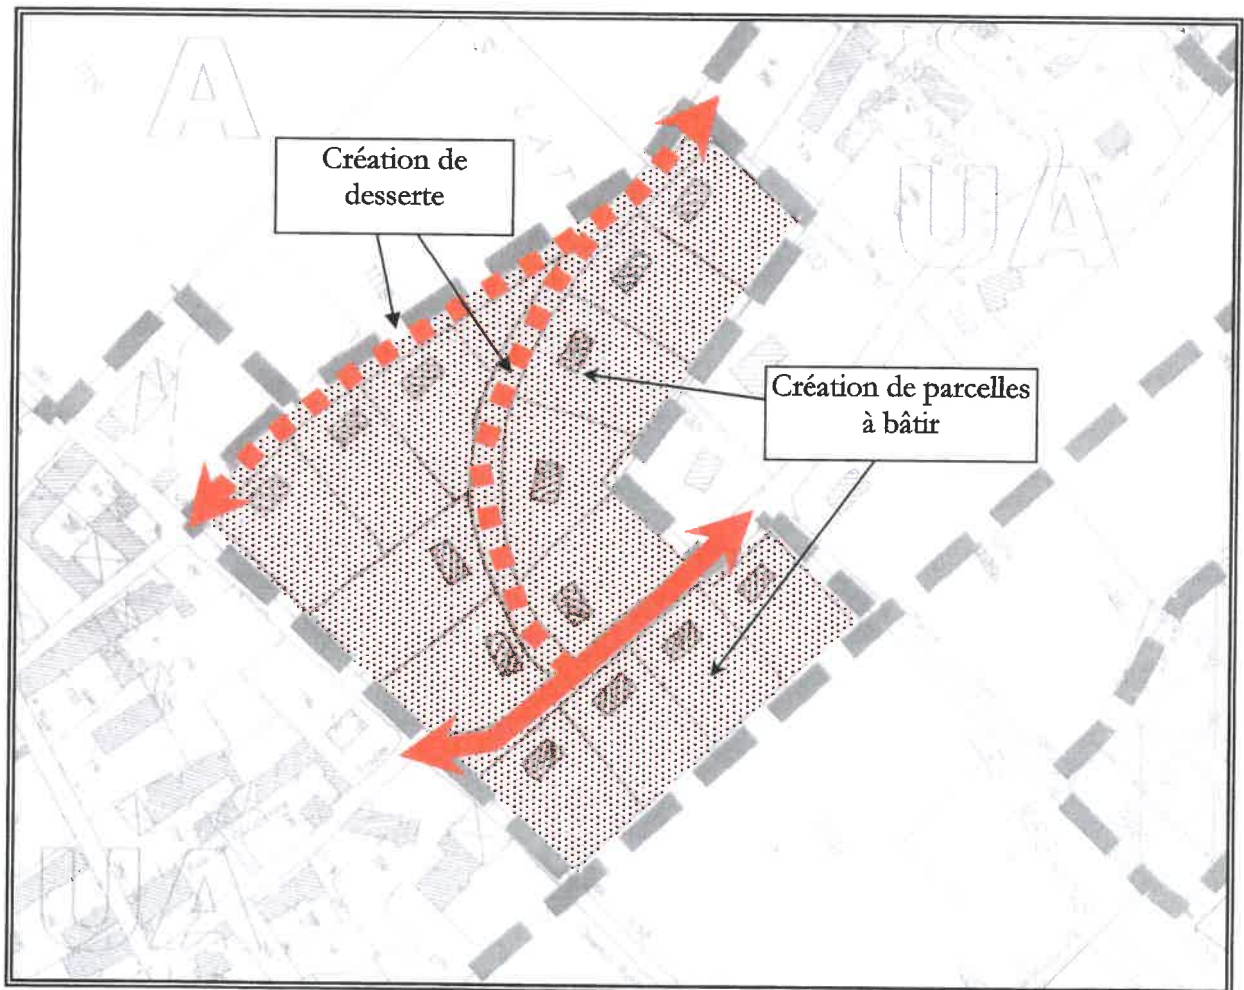 A
Création de
desserte
UA
Création de parcelles
à bâtir
UA